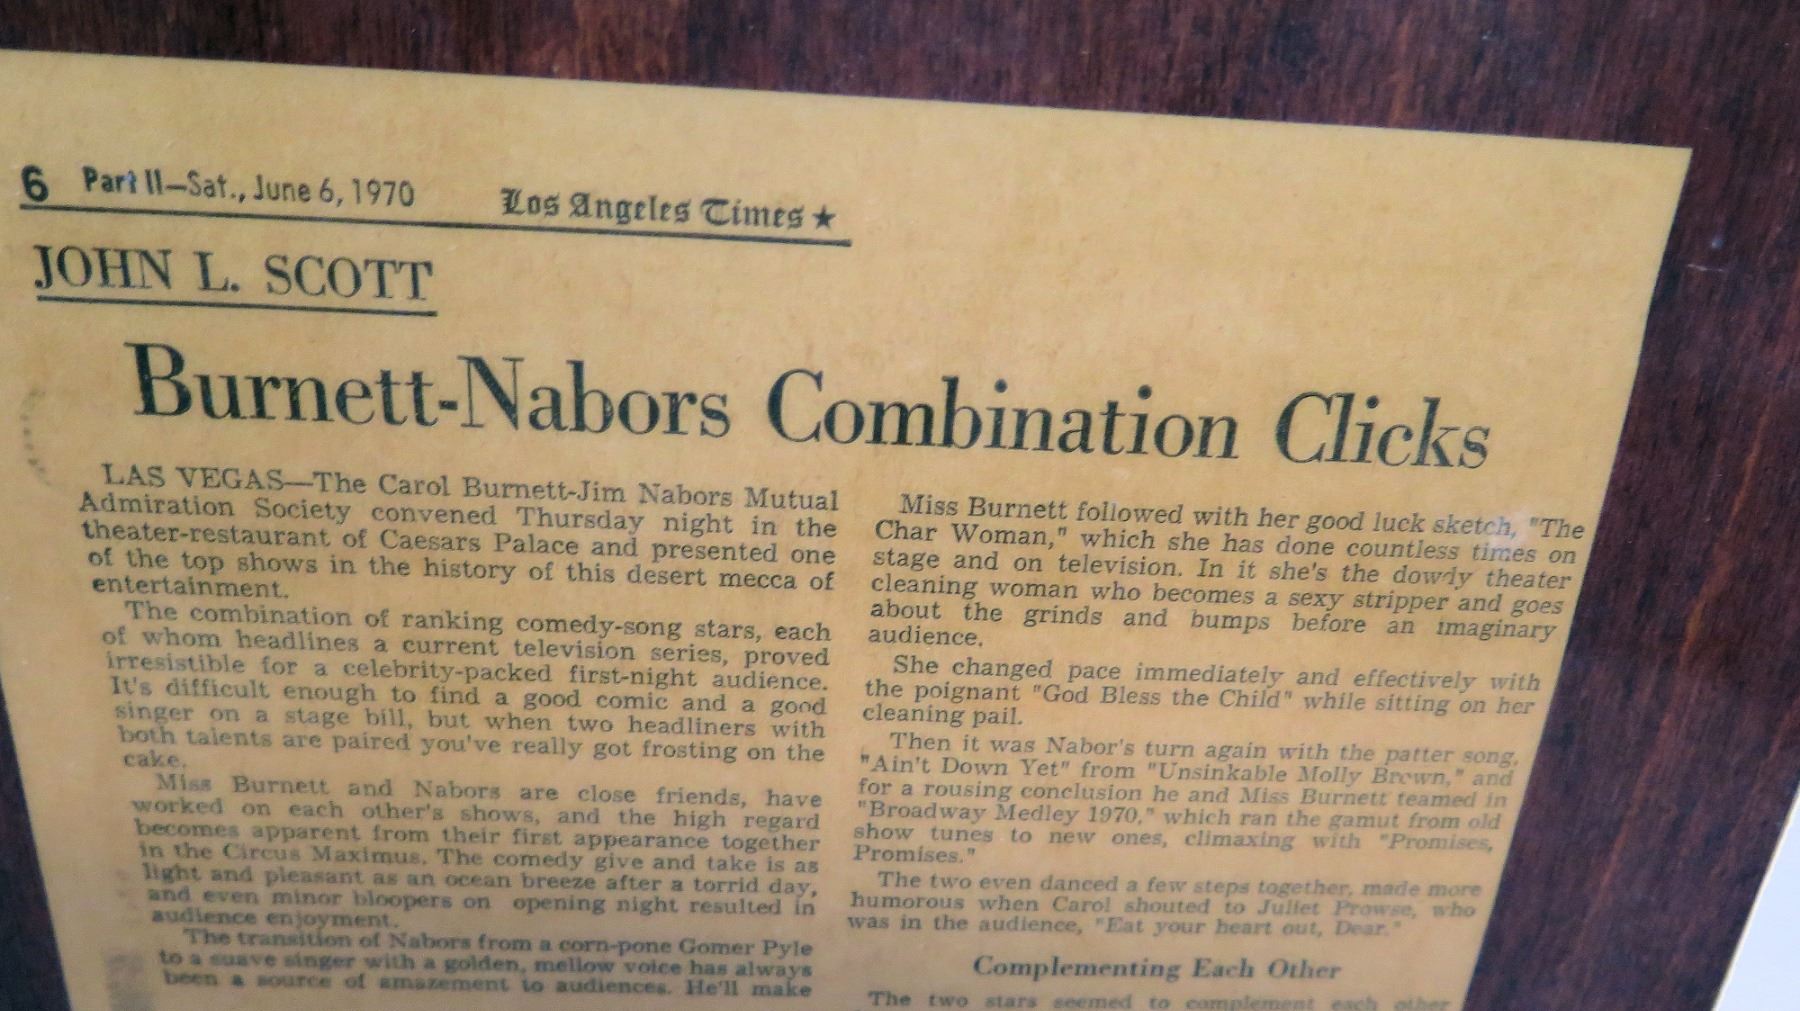 6 Part II—Sat., June 6, 1970 Los Angeles Times ★
JOHN L. SCOTT
Burnett-Nabors Combination Clicks
LAS VEGAS—The Carol Burnett-Jim Nabors Mutual
Admiration Society convened Thursday night in the
theater-restaurant of Caesars Palace and presented one
of the top shows in the history of this desert mecca of
entertainment.
The combination of ranking comedy-song stars, each
of whom headlines a current television series, proved
irresistible for a celebrity-packed first-night audience.
It's difficult enough to find a good comic and a good
singer on a stage bill, but when two headliners with
both talents are paired you've really got frosting on the
cake.
Miss Burnett and Nabors are close friends, have
worked on each other's shows, and the high regard
becomes apparent from their first appearance together
in the Circus Maximus. The comedy give and take is as
light and pleasant as an ocean breeze after a torrid day,
and even minor bloopers on opening night resulted in
audience enjoyment.
The transition of Nabors from a corn-pone Gomer Pyle
to a suave singer with a golden, mellow voice has always
been a source of amazement to audiences. He'll make
Miss Burnett followed with her good luck sketch, "The
Char Woman," which she has done countless times on
stage and on television. In it she's the dowdy theater
cleaning woman who becomes a sexy stripper and goes
about the grinds and bumps before an imaginary
audience.
She changed pace immediately and effectively with
the poignant "God Bless the Child" while sitting on her
cleaning pail.
Then it was Nabor's turn again with the patter song,
"Ain't Down Yet" from "Unsinkable Molly Brown," and
for a rousing conclusion he and Miss Burnett teamed in
"Broadway Medley 1970," which ran the gamut from old
show tunes to new ones, climaxing with "Promises,
Promises."
The two even danced a few steps together, made more
humorous when Carol shouted to Juliet Prowse, who
was in the audience, "Eat your heart out, Dear."
Complementing Each Other
The two stars seemed to complement each other